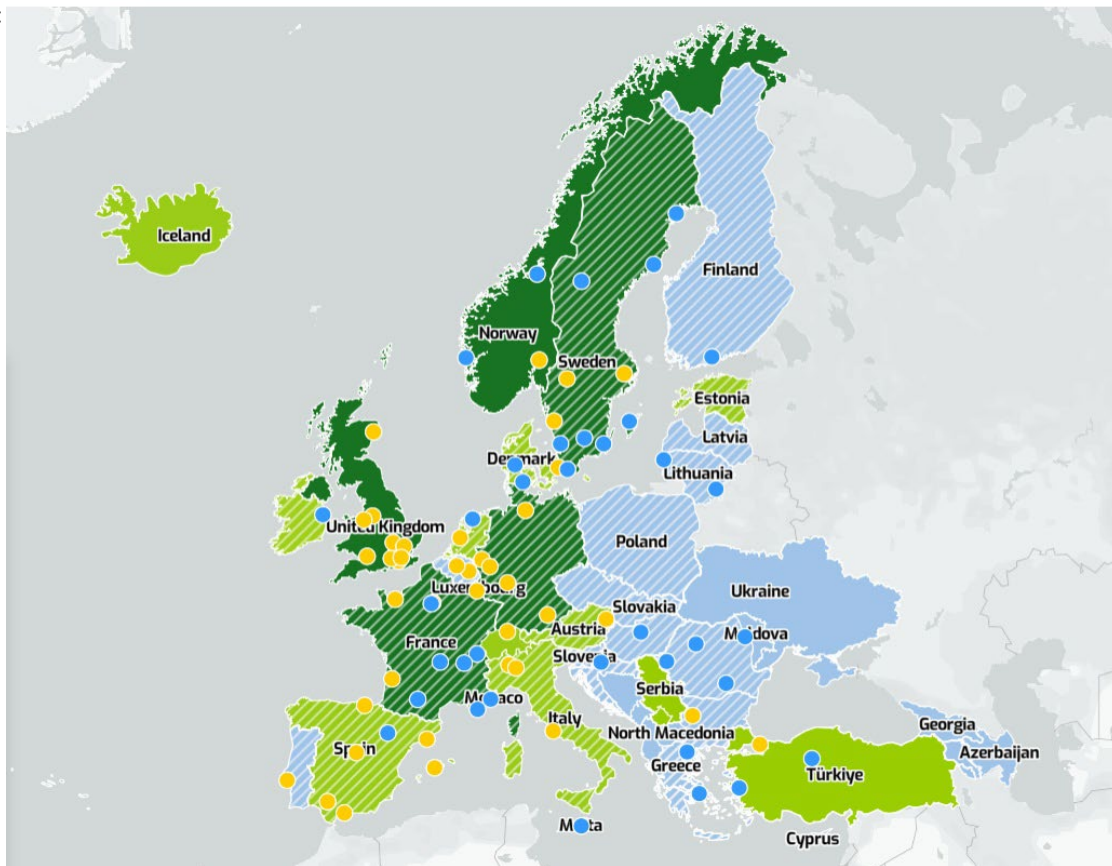 Iceland
Finland
Norway
Sweden
Estonia
Latvia
Denmark
Lithuania
United Kingdom
Poland
Luxembourg
Ukraine
Slovakia
Austria
Moldova
France
Slovenia
Serbia
Monaco
Italy
Georgia
North Macedonia
Spain
Azerbaijan
Greece
Türkiye
Malta
Cyprus